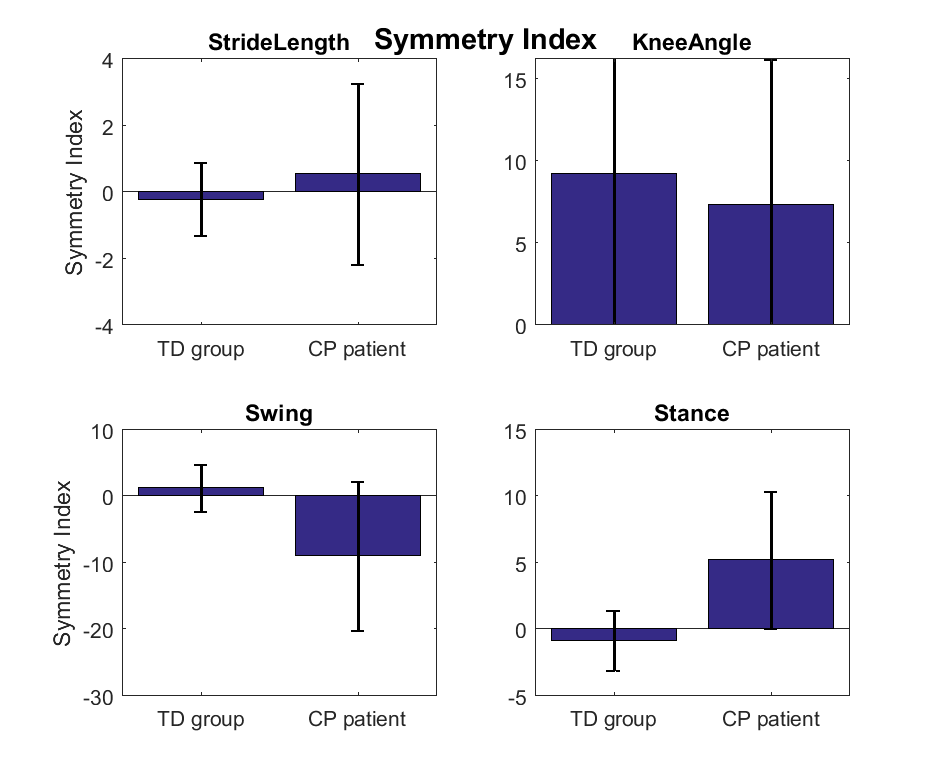 Symmetry Index
StrideLength
4
2
0
-2
-4
Symmetry Index
TD group
CP patient
KneeAngle
15
10
5
0
TD group
CP patient
Swing
10
0
-10
-20
-30
Symmetry Index
TD group
CP patient
Stance
15
10
5
0
-5
TD group
CP patient